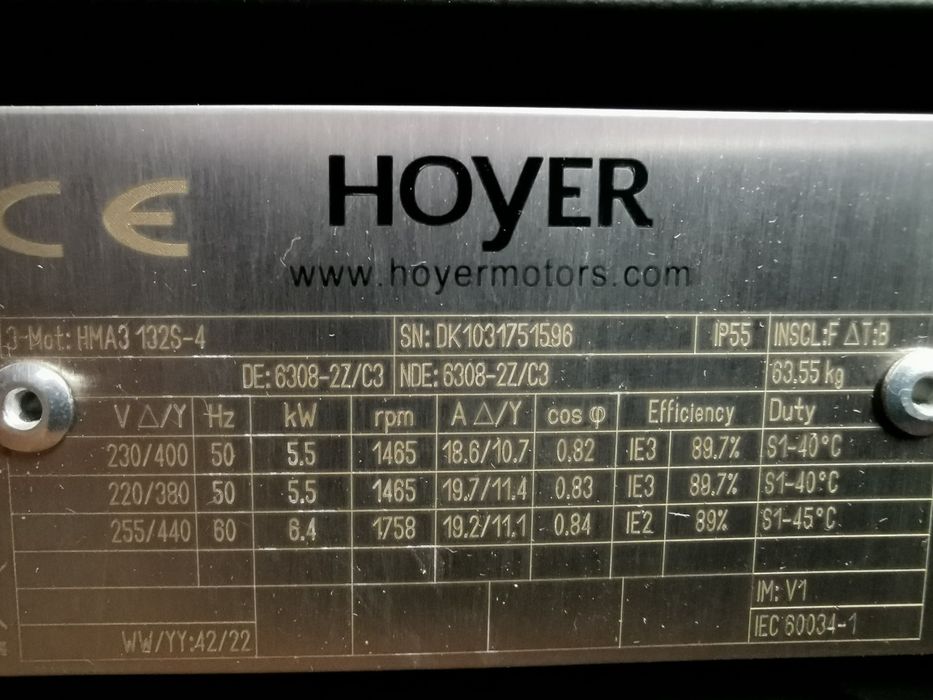 CE
HOYER
www.hoyermotors.com
3-Mot: HMA3 132S-4 SN: DK1031751596 IP55 INSCL:F ΔT:B
DE: 6308-2Z/C3 NDE: 6308-2Z/C3 63.55 kg
V △/Y Hz kW rpm A △/Y cos φ Efficiency Duty
230/400 50 5.5 1465 18.6/10.7 0.82 IE3 89.7% S1-40°C
220/380 50 5.5 1465 19.7/11.4 0.83 IE3 89.7% S1-40°C
255/440 60 6.4 1758 19.2/11.1 0.84 IE2 89% S1-45°C
IM: V1
WW/YY:42/22 IEC 60034-1